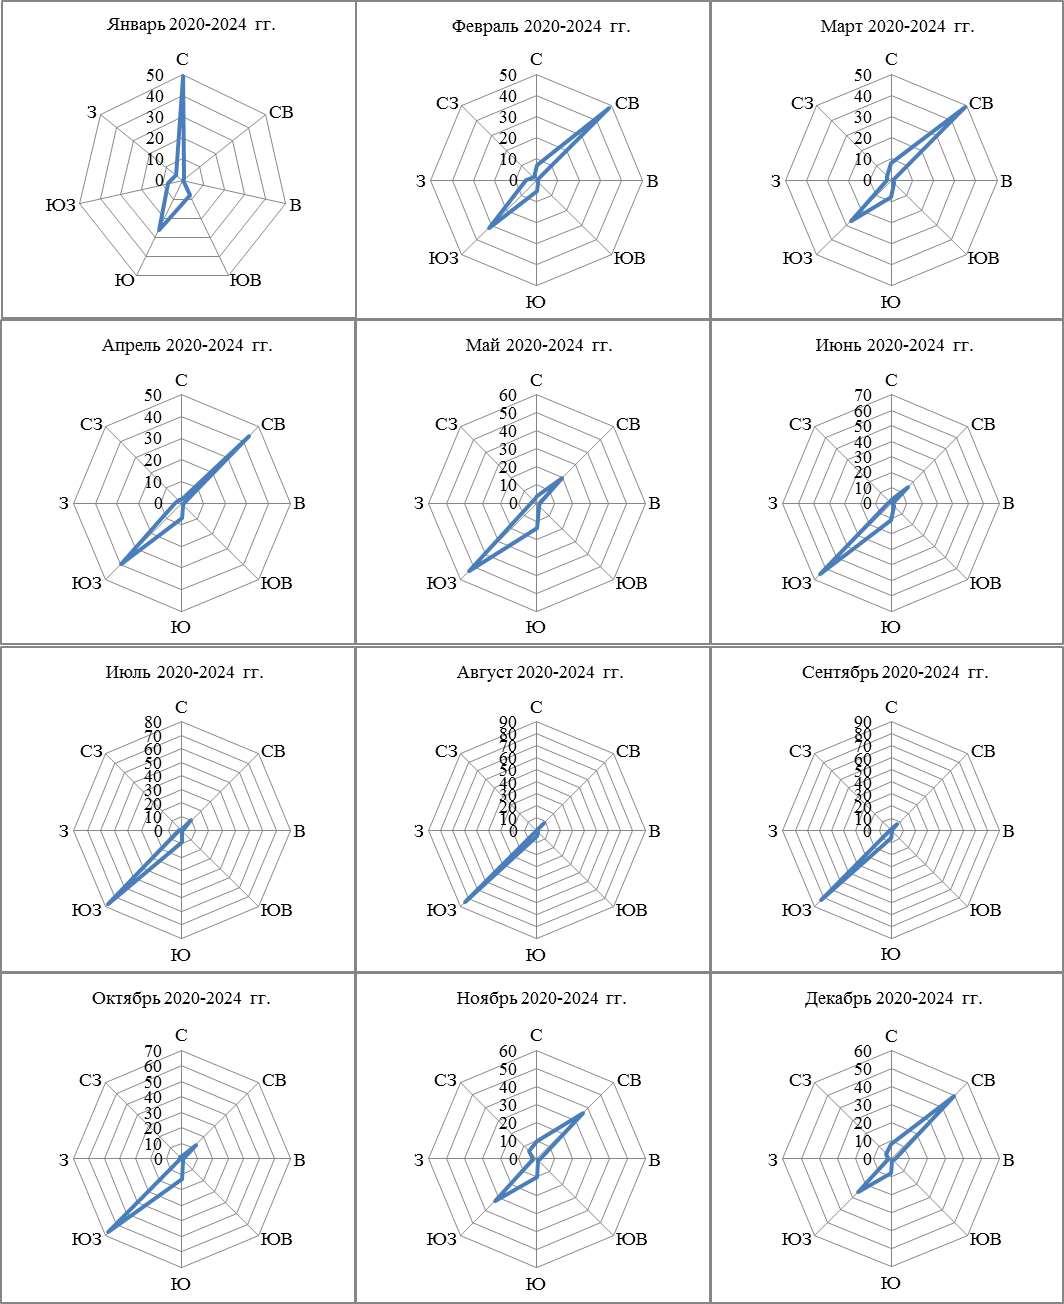 Январь 2020-2024 гг.
С
50
40
30
20
10
0
З
СВ
ЮЗ
В
Ю
ЮВ
Февраль 2020-2024 гг.
С
50
40
30
20
10
0
СЗ
СВ
З
В
ЮЗ
ЮВ
Ю
Март 2020-2024 гг.
С
50
40
30
20
10
0
СЗ
СВ
З
В
ЮЗ
ЮВ
Ю
Апрель 2020-2024 гг.
С
50
40
30
20
10
0
СЗ
СВ
З
В
ЮЗ
ЮВ
Ю
Май 2020-2024 гг.
С
60
50
40
30
20
10
0
СЗ
СВ
З
В
ЮЗ
ЮВ
Ю
Июнь 2020-2024 гг.
С
70
60
50
40
30
20
10
0
СЗ
СВ
З
В
ЮЗ
ЮВ
Ю
Июль 2020-2024 гг.
С
80
70
60
50
40
30
20
10
0
СЗ
СВ
З
В
ЮЗ
ЮВ
Ю
Август 2020-2024 гг.
С
90
80
70
60
50
40
30
20
10
0
СЗ
СВ
З
В
ЮЗ
ЮВ
Ю
Сентябрь 2020-2024 гг.
С
90
80
70
60
50
40
30
20
10
0
СЗ
СВ
З
В
ЮЗ
ЮВ
Ю
Октябрь 2020-2024 гг.
С
70
60
50
40
30
20
10
0
СЗ
СВ
З
В
ЮЗ
ЮВ
Ю
Ноябрь 2020-2024 гг.
С
60
50
40
30
20
10
0
СЗ
СВ
З
В
ЮЗ
ЮВ
Ю
Декабрь 2020-2024 гг.
С
60
50
40
30
20
10
0
СЗ
СВ
З
В
ЮЗ
ЮВ
Ю